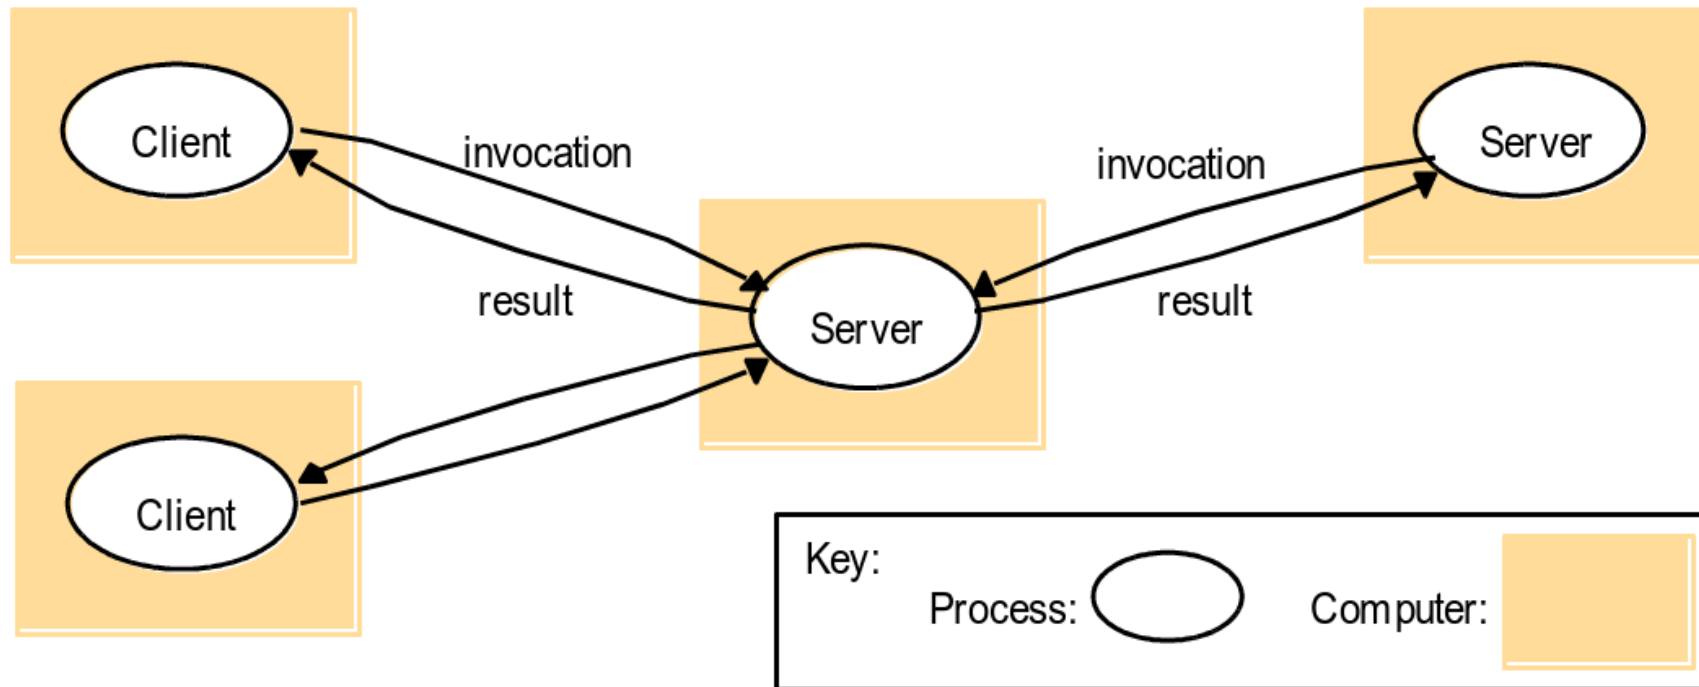 Client
Server
invocation
invocation
result
Server
result
Client
Key:
Process:
Computer: